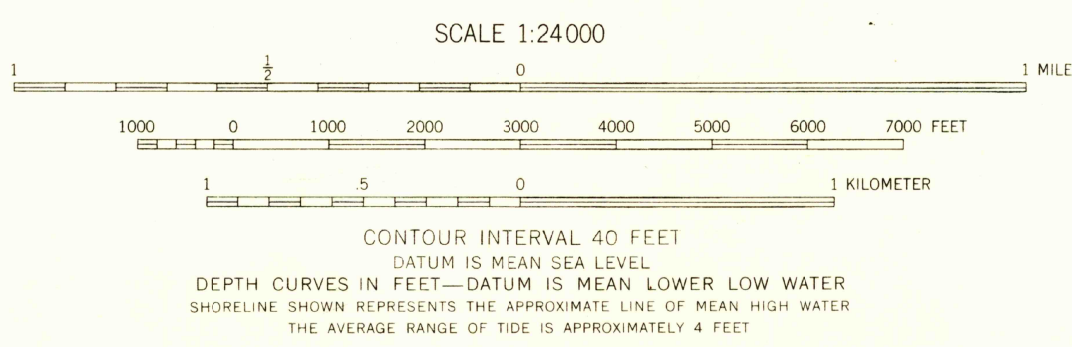 SCALE 1:24000
1 1/2 0 1 MILE
1000 0 1000 2000 3000 4000 5000 6000 7000 FEET
1 .5 0 1 KILOMETER
CONTOUR INTERVAL 40 FEET
DATUM IS MEAN SEA LEVEL
DEPTH CURVES IN FEET—DATUM IS MEAN LOWER LOW WATER
SHORELINE SHOWN REPRESENTS THE APPROXIMATE LINE OF MEAN HIGH WATER
THE AVERAGE RANGE OF TIDE IS APPROXIMATELY 4 FEET